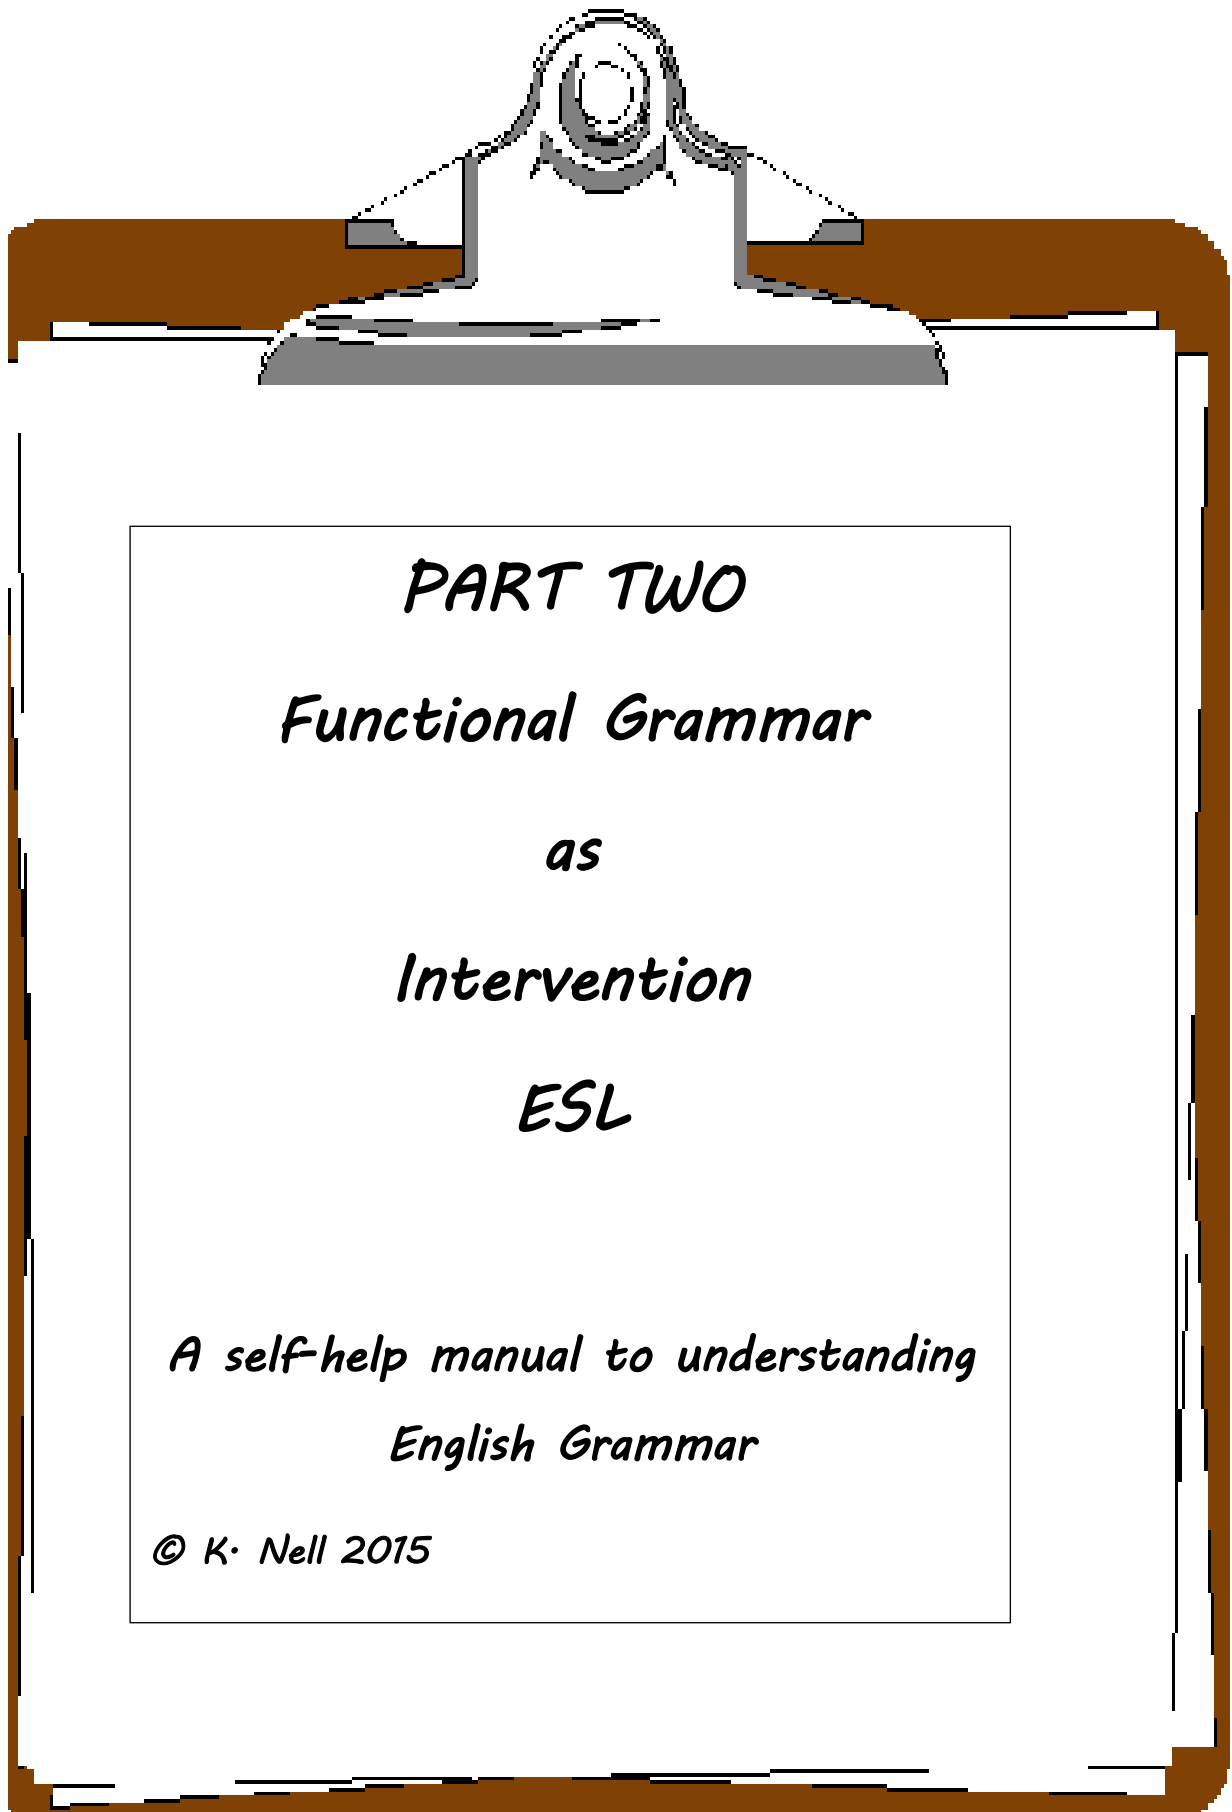 PART TWO
Functional Grammar
as
Intervention
ESL
A self-help manual to understanding
English Grammar
© K. Nell 2015